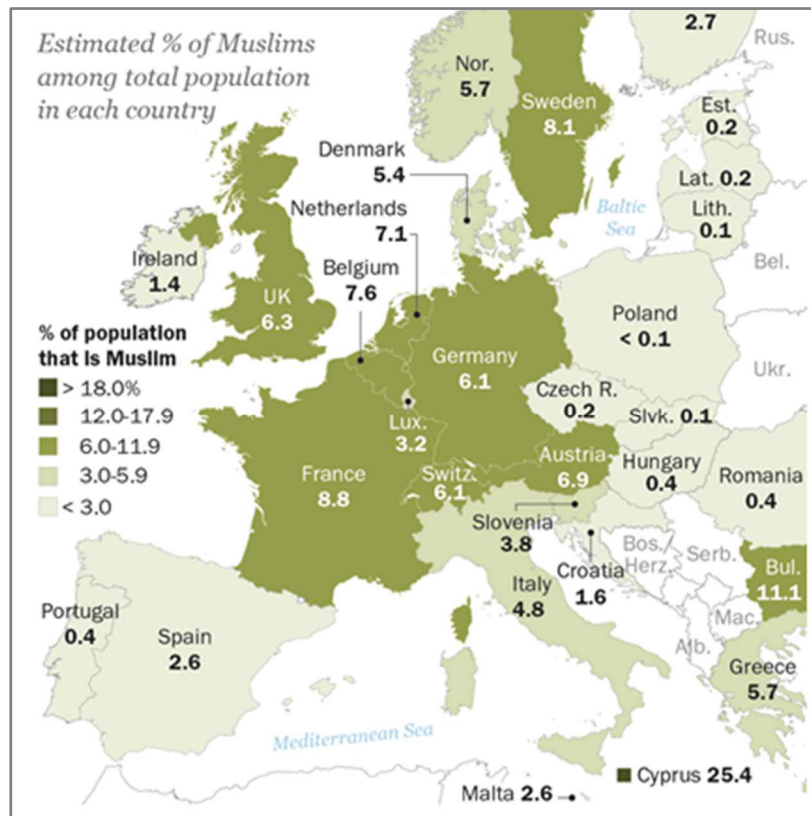 Estimated % of Muslims
among total population
in each country
2.7
Rus.
Nor.
5.7
Sweden
8.1
Est.
0.2
Denmark
5.4
Lat. 0.2
Netherlands
7.1
Baltic
Sea
Lith.
0.1
Ireland
1.4
Belgium
7.6
Bel.
UK
6.3
Poland
< 0.1
% of population
that is Muslim
> 18.0%
12.0-17.9
6.0-11.9
3.0-5.9
< 3.0
Germany
6.1
Ukr.
Czech R.
0.2
Slvk. 0.1
Lux.
3.2
France
8.8
Switz.
6.1
Austria
6.9
Hungary
0.4
Romania
0.4
Slovenia
3.8
Croatia
1.6
Bos./
Herz.
Serb.
Bul.
11.1
Italy
4.8
Portugal
0.4
Spain
2.6
Mac.
Alb.
Greece
5.7
Mediterranean Sea
Cyprus 25.4
Malta 2.6